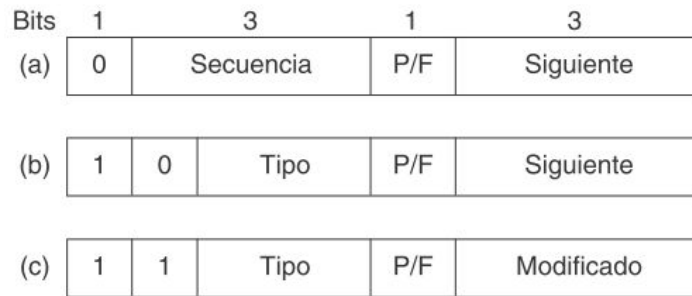 Bits 1 3 1 3
(a) 0 Secuencia P/F Siguiente
(b) 1 0 Tipo P/F Siguiente
(c) 1 1 Tipo P/F Modificado